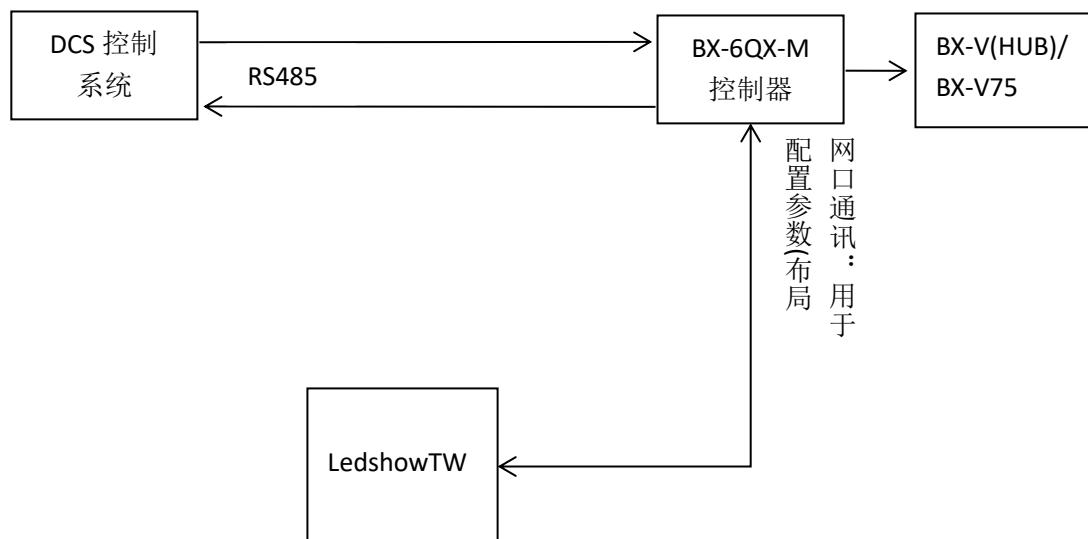 DCS 控制
系统
RS485
BX-6QX-M
控制器
BX-V(HUB)/
BX-V75
网口通讯：用于
配置参数(布局
LedshowTW